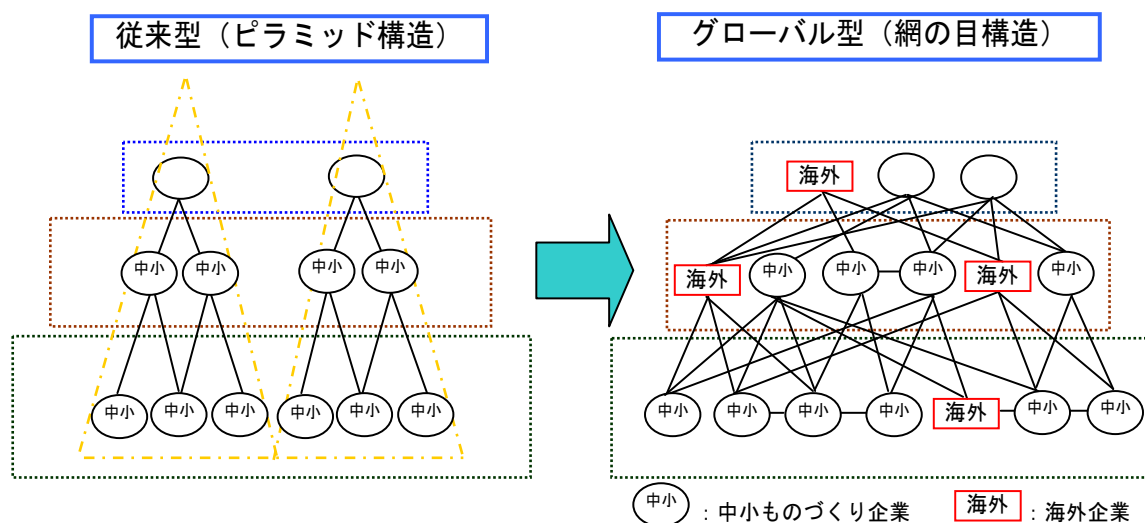 従来型（ピラミッド構造）
グローバル型（網の目構造）
海外
中小 中小 中小 中小
海外 中小 中小 中小 海外 中小
中小 中小 中小 中小 中小 中小
中小 中小 中小 中小 海外 中小 中小
中小 ：中小ものづくり企業 海外 ：海外企業